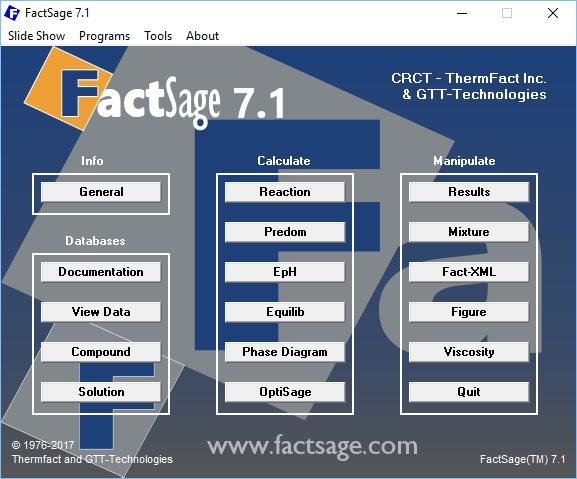 FactSage 7.1
Slide Show Programs Tools About
FactSage 7.1
CRCT - ThermFact Inc.
& GTT-Technologies
Info
General
Databases
Documentation
View Data
Compound
Solution
Calculate
Reaction
Predom
EpH
Equilib
Phase Diagram
OptiSage
Manipulate
Results
Mixture
Fact-XML
Figure
Viscosity
Quit
© 1976-2017
Thermfact and GTT-Technologies
www.factsage.com
FactSage(TM) 7.1